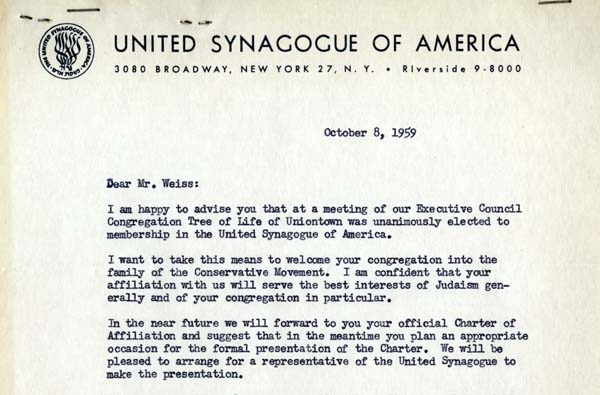 UNITED SYNAGOGUE OF AMERICA
3080 BROADWAY, NEW YORK 27, N. Y. • RIverside 9-8000
October 8, 1959
Dear Mr. Weiss:
I am happy to advise you that at a meeting of our Executive Council
Congregation Tree of Life of Uniontown was unanimously elected to
membership in the United Synagogue of America.
I want to take this means to welcome your congregation into the
family of the Conservative Movement. I am confident that your
affiliation with us will serve the best interests of Judaism gen-
erally and of your congregation in particular.
In the near future we will forward to you your official Charter of
Affiliation and suggest that in the meantime you plan an appropriate
occasion for the formal presentation of the Charter. We will be
pleased to arrange for a representative of the United Synagogue to
make the presentation.